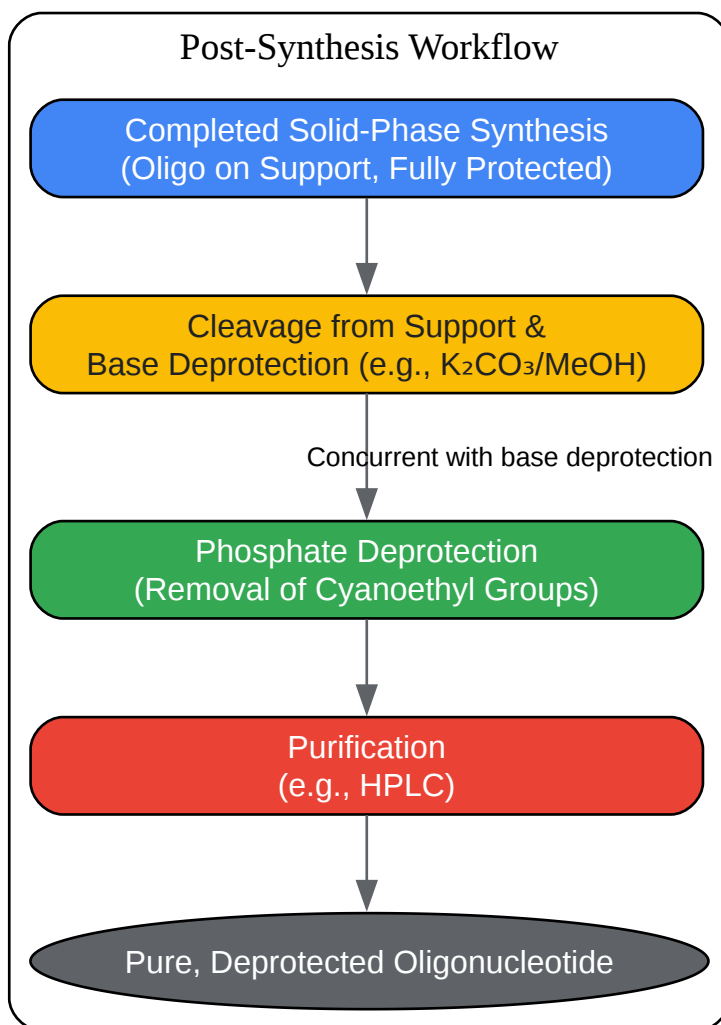 Post-Synthesis Workflow
Completed Solid-Phase Synthesis
(Oligo on Support, Fully Protected)
Cleavage from Support &
Base Deprotection (e.g., K₂CO₃/MeOH)
Concurrent with base deprotection
Phosphate Deprotection
(Removal of Cyanoethyl Groups)
Purification
(e.g., HPLC)
Pure, Deprotected Oligonucleotide